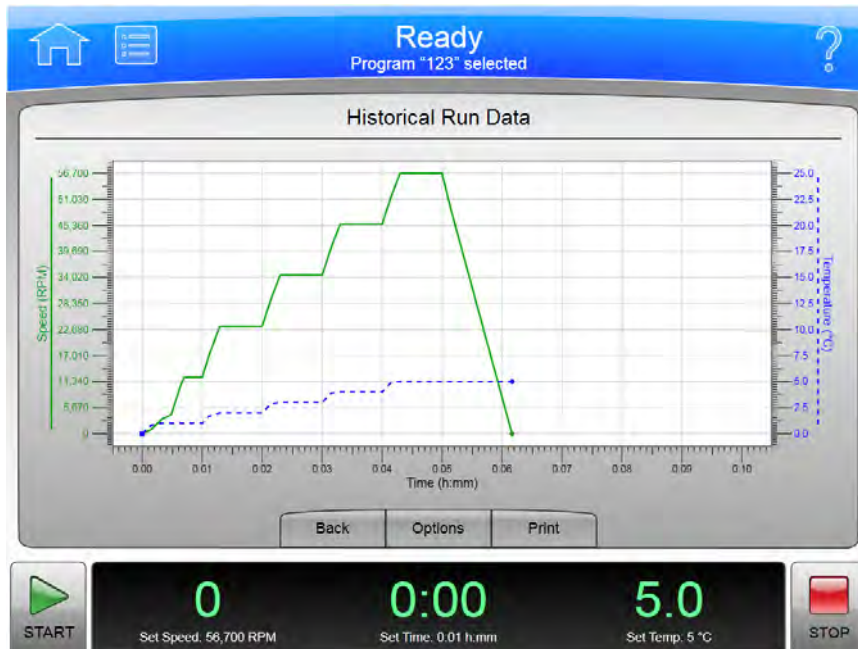 Ready
Program "123" selected
Historical Run Data
56,700
51,030
45,360
39,690
34,020
28,350
22,680
17,010
11,340
5,670
0
Speed (RPM)
25.0
22.5
20.0
17.5
15.0
12.5
10.0
7.5
5.0
2.5
0.0
Temperature (°C)
0:00 0:01 0:02 0:03 0:04 0:05 0:06 0:07 0:08 0:09 0:10
Time (h:mm)
Back Options Print
START
0 0:00 5.0
Set Speed: 56,700 RPM Set Time: 0:01 h:mm Set Temp: 5 °C
STOP